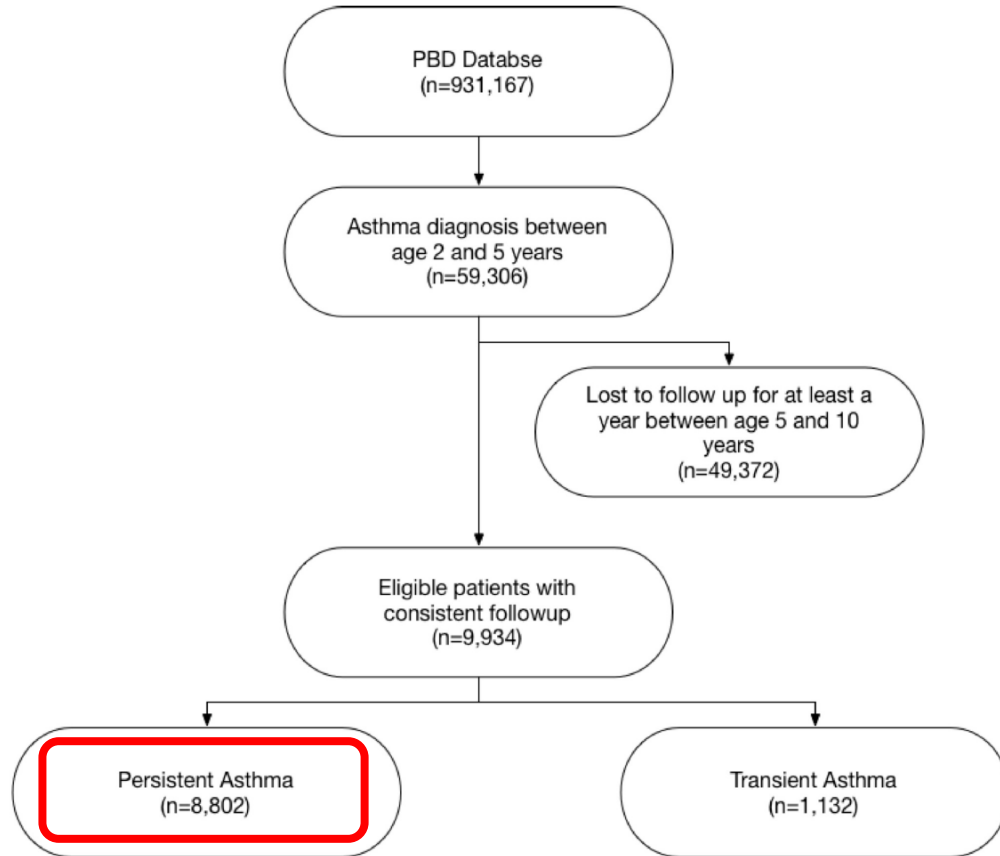 PBD Databse
(n=931,167)
Asthma diagnosis between
age 2 and 5 years
(n=59,306)
Lost to follow up for at least a
year between age 5 and 10
years
(n=49,372)
Eligible patients with
consistent followup
(n=9,934)
Persistent Asthma
(n=8,802)
Transient Asthma
(n=1,132)